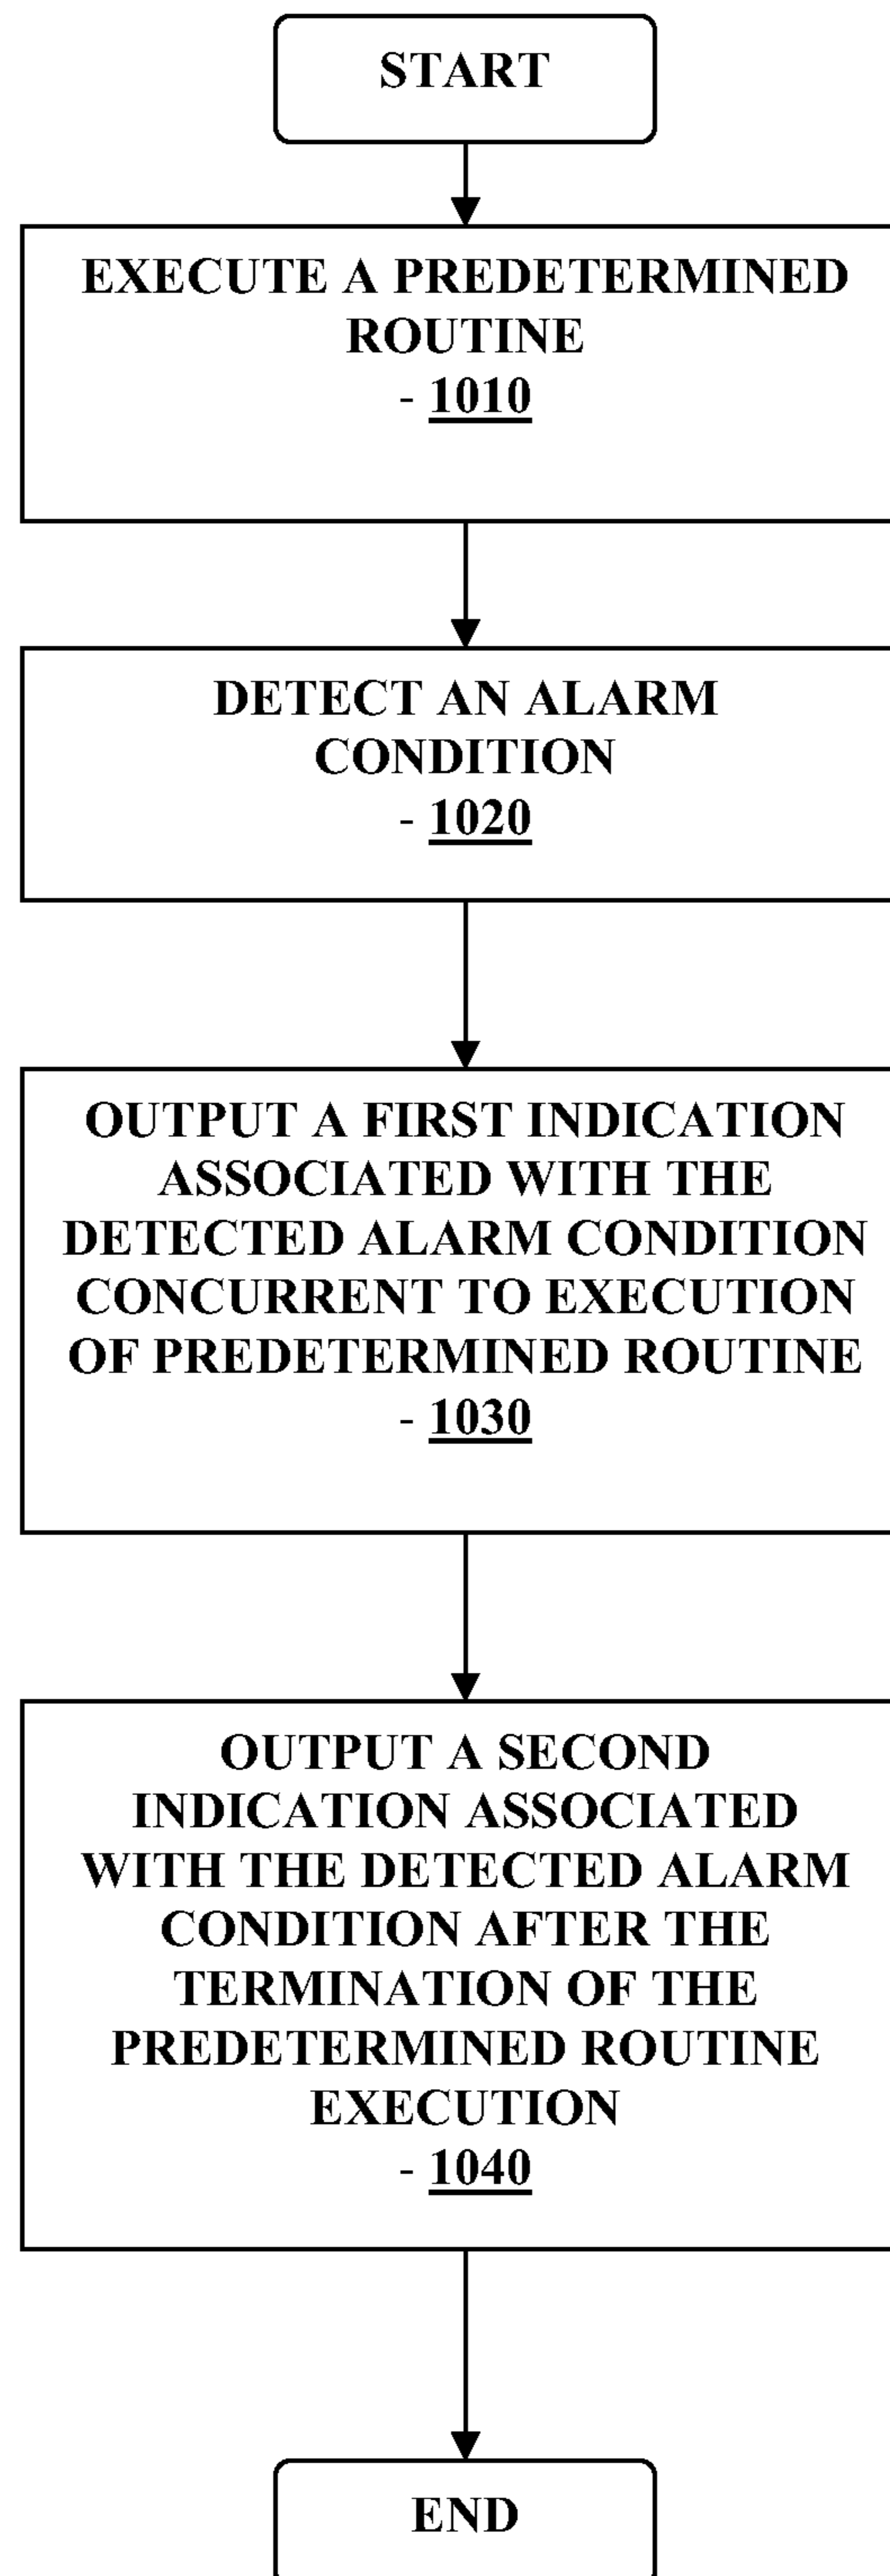 START
EXECUTE A PREDETERMINED
ROUTINE
- 1010
DETECT AN ALARM
CONDITION
- 1020
OUTPUT A FIRST INDICATION
ASSOCIATED WITH THE
DETECTED ALARM CONDITION
CONCURRENT TO EXECUTION
OF PREDETERMINED ROUTINE
- 1030
OUTPUT A SECOND
INDICATION ASSOCIATED
WITH THE DETECTED ALARM
CONDITION AFTER THE
TERMINATION OF THE
PREDETERMINED ROUTINE
EXECUTION
- 1040
END